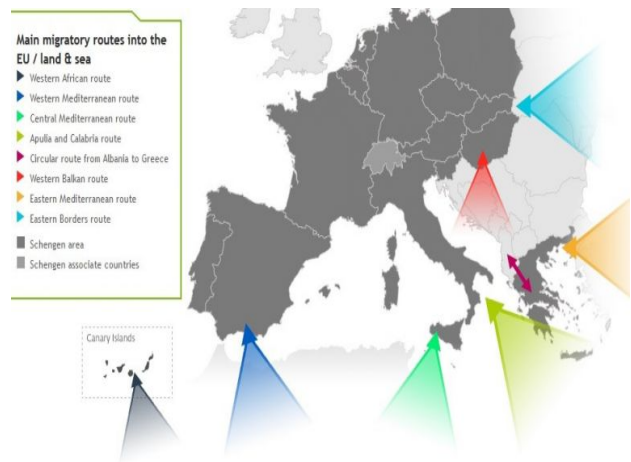 Main migratory routes into the
EU / land & sea
Western African route
Western Mediterranean route
Central Mediterranean route
Apulia and Calabria route
Circular route from Albania to Greece
Western Balkan route
Eastern Mediterranean route
Eastern Borders route
Schengen area
Schengen associate countries
Canary Islands